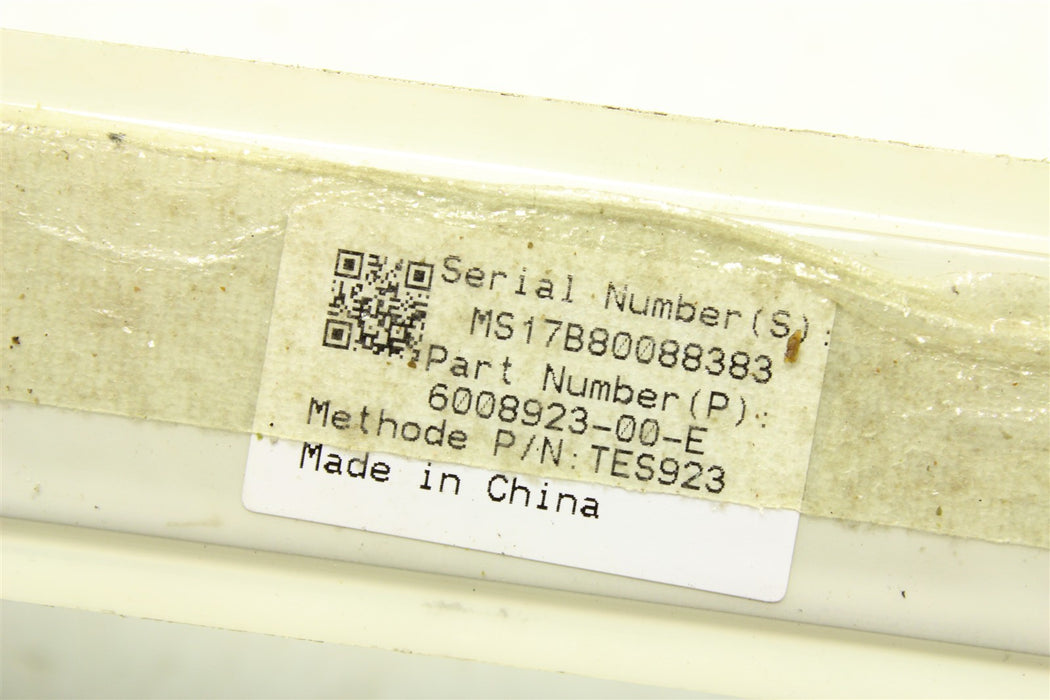 Serial Number(S):
MS17B80088383
Part Number(P):
6008923-00-E
Methode P/N:TES923
Made in China